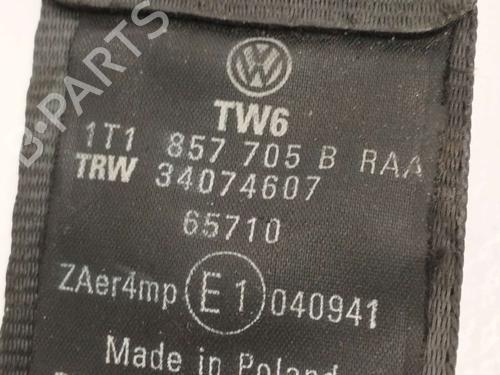 B-PARTS
TW6
1T1 857 705 B RAA
TRW 34074607
65710
ZAer4mp E1 040941
Made in Poland